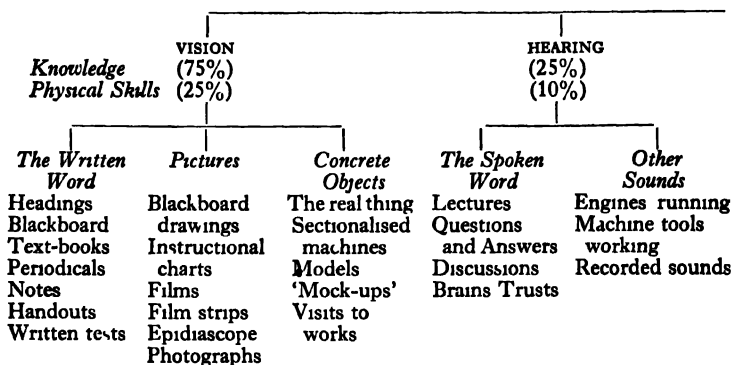 VISION HEARING
Knowledge (75%) (25%)
Physical Skills (25%) (10%)
The Written Pictures Concrete The Spoken Other
Word Objects Word Sounds
Headings Blackboard The real thing Lectures Engines running
Blackboard drawings Sectionalised Questions Machine tools
Text-books Instructional machines and Answers working
Periodicals charts Models Discussions Recorded sounds
Notes Films 'Mock-ups' Brains Trusts
Handouts Film strips Visits to
Written tests Epidiascope works
Photographs